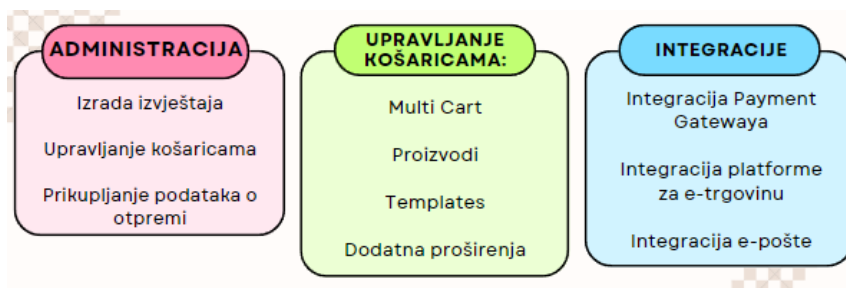 ADMINISTRACIJA
Izrada izvještaja
Upravljanje košaricama
Prikupljanje podataka o
otpremi
UPRAVLJANJE
KOŠARICAMA:
Multi Cart
Proizvodi
Templates
Dodatna proširenja
INTEGRACIJE
Integracija Payment
Gatewaya
Integracija platforme
za e-trgovinu
Integracija e-pošte